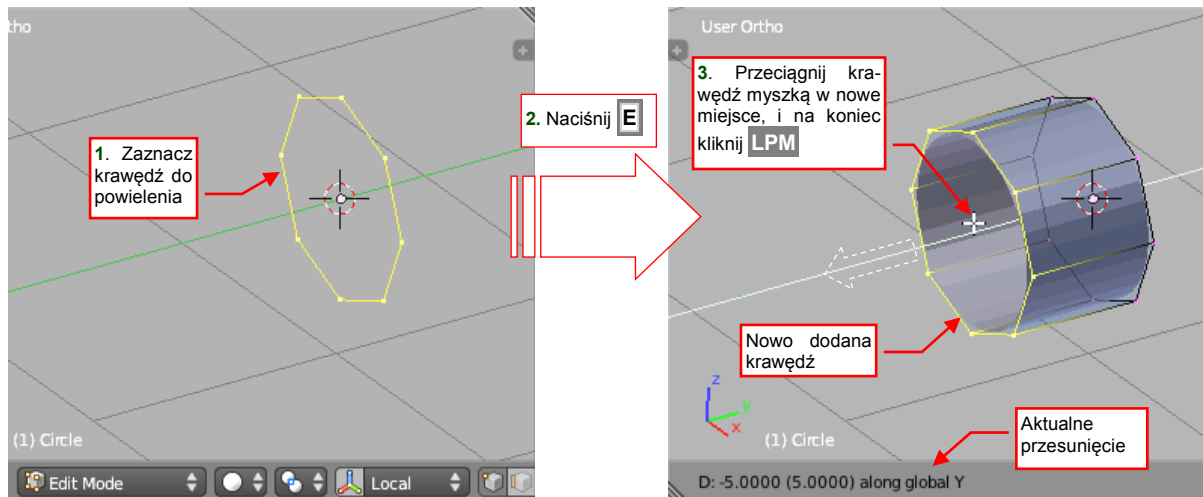 tho
1. Zaznacz
krawędź do
powielenia
(1) Circle
Edit Mode
Local
2. Naciśnij E
User Ortho
3. Przeciągnij kra-
wędź myszką w nowe
miejsce, i na koniec
kliknij LPM
Nowo dodana
krawędź
z
y
x
(1) Circle
Aktualne
przesunięcie
D: -5.0000 (5.0000) along global Y